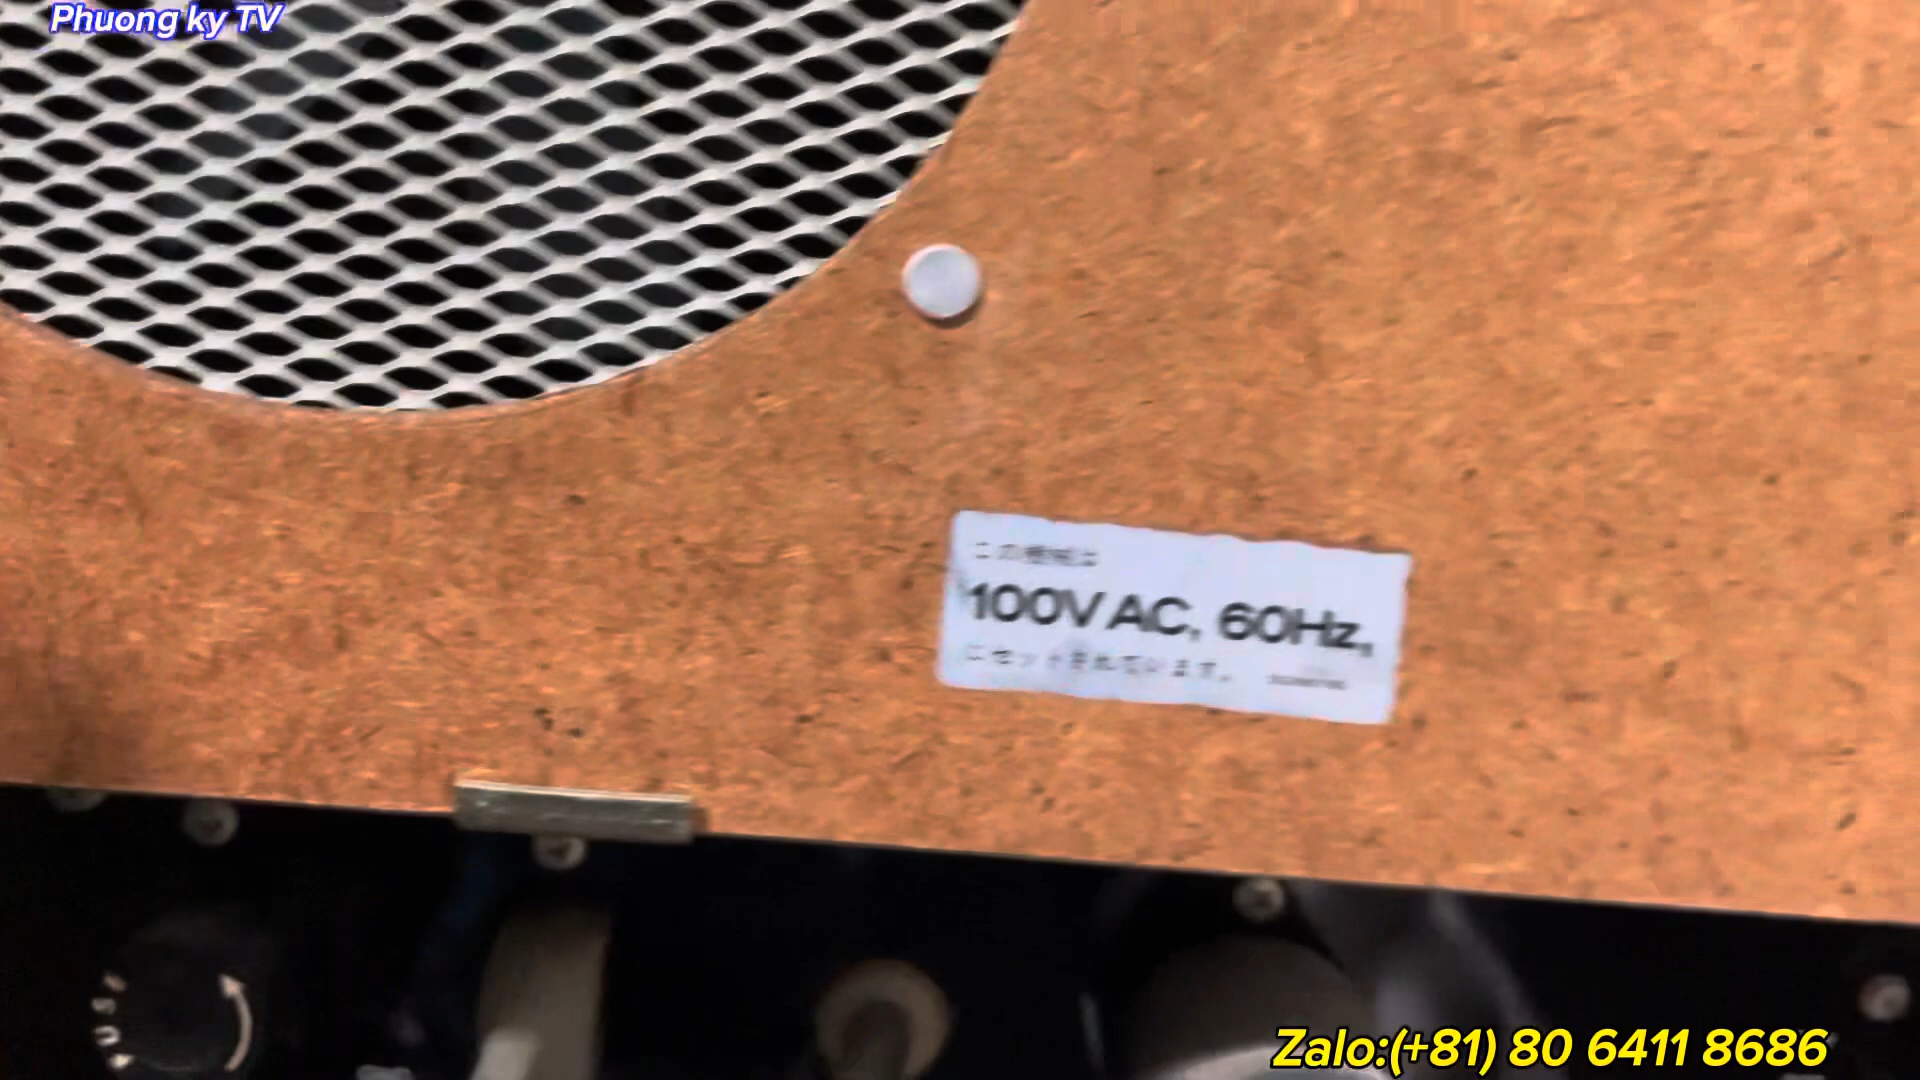 Phuong ky TV
この機械は
100V AC, 60Hz,
にセットされています。
FUSE
Zalo:(+81) 80 6411 8686